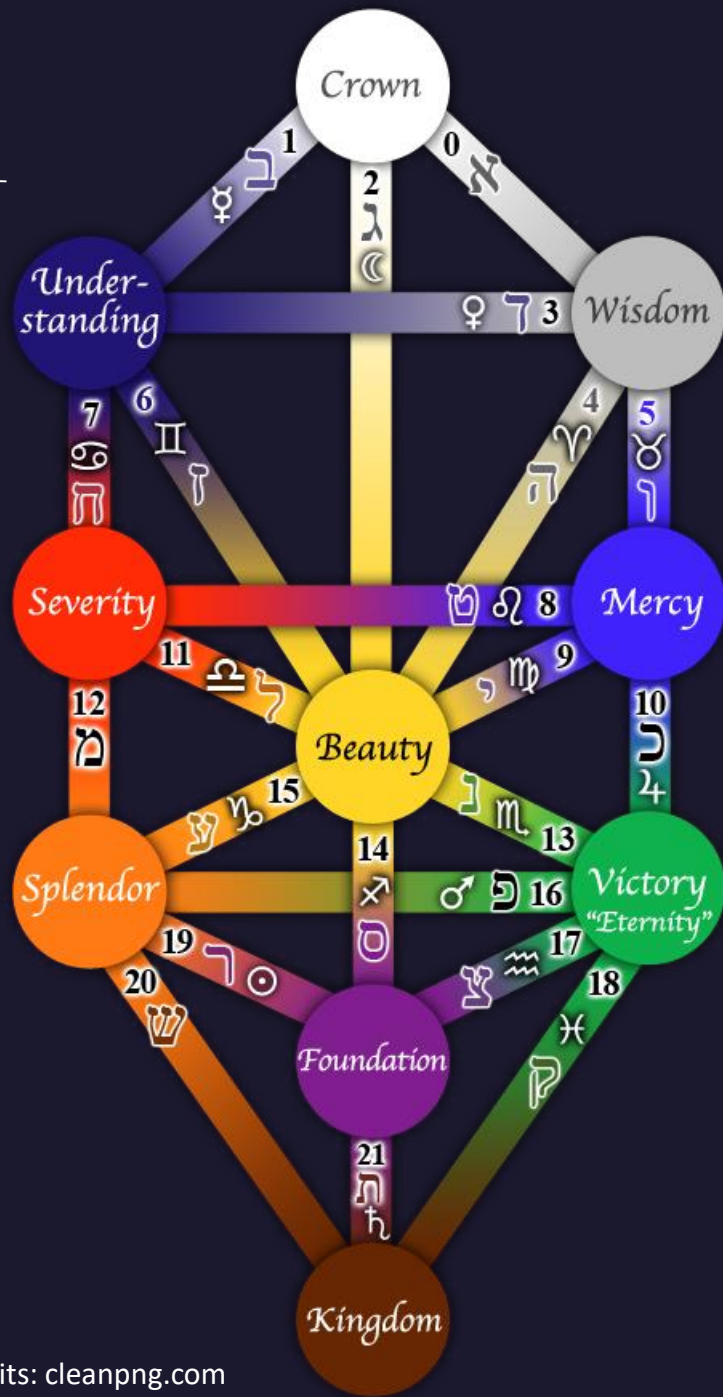 Crown
1
ב
☿
0
א
2
ג
☾
Under-
standing
♀ ד 3
Wisdom
7
♋
ח
6
♊
ז
4
♈
ה
5
♉
ו
Severity
ט ♌ 8
Mercy
11 ♎ ל
י ♍ 9
12
מ
10
כ
♃
Beauty
ע ♑ 15
נ ♏ 13
14
♐
ס
Splendor
♂ פ 16
Victory
"Eternity"
19 ר ☉
צ ♒ 17
20
ש
18
♓
ק
Foundation
21
ת
♄
Kingdom
its: cleanpng.com